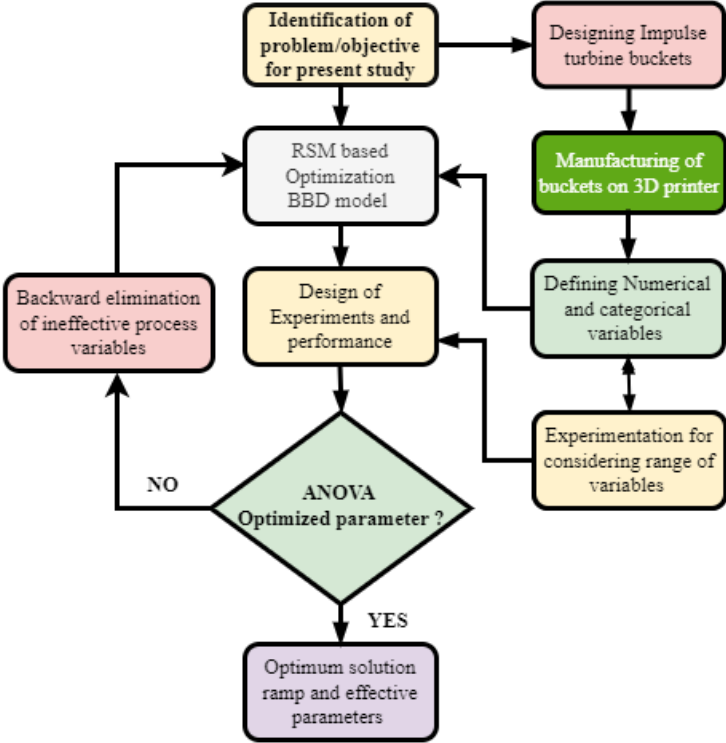 Identification of
problem/objective
for present study
Designing Impulse
turbine buckets
RSM based
Optimization
BBD model
Manufacturing of
buckets on 3D printer
Backward elimination
of ineffective process
variables
Design of
Experiments and
performance
Defining Numerical
and categorical
variables
Experimentation for
considering range of
variables
NO
ANOVA
Optimized parameter ?
YES
Optimum solution
ramp and effective
parameters